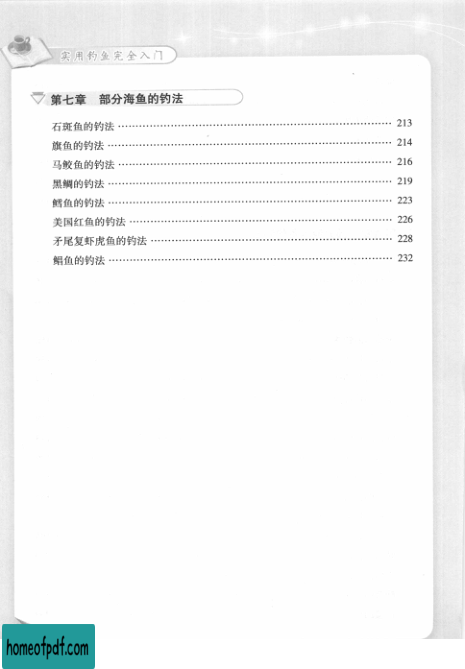 实用钓鱼完全入门
第七章 部分海鱼的钓法
石斑鱼的钓法 213
旗鱼的钓法 214
马鲛鱼的钓法 216
黑鲷的钓法 219
鳕鱼的钓法 223
美国红鱼的钓法 226
矛尾复虾虎鱼的钓法 228
鲳鱼的钓法 232
homeofpdf.com